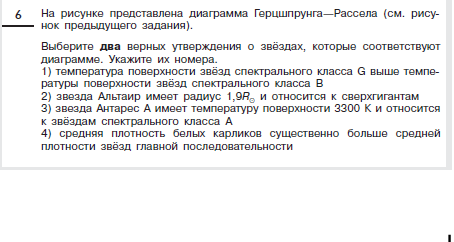 6
На рисунке представлена диаграмма Герцшпрунга—Рассела (см. рису-
нок предыдущего задания).
Выберите два верных утверждения о звёздах, которые соответствуют
диаграмме. Укажите их номера.
1) температура поверхности звёзд спектрального класса G выше темпе-
ратуры поверхности звёзд спектрального класса B
2) звезда Альтаир имеет радиус 1,9R⊙ и относится к сверхгигантам
3) звезда Антарес А имеет температуру поверхности 3300 К и относится
к звёздам спектрального класса А
4) средняя плотность белых карликов существенно больше средней
плотности звёзд главной последовательности